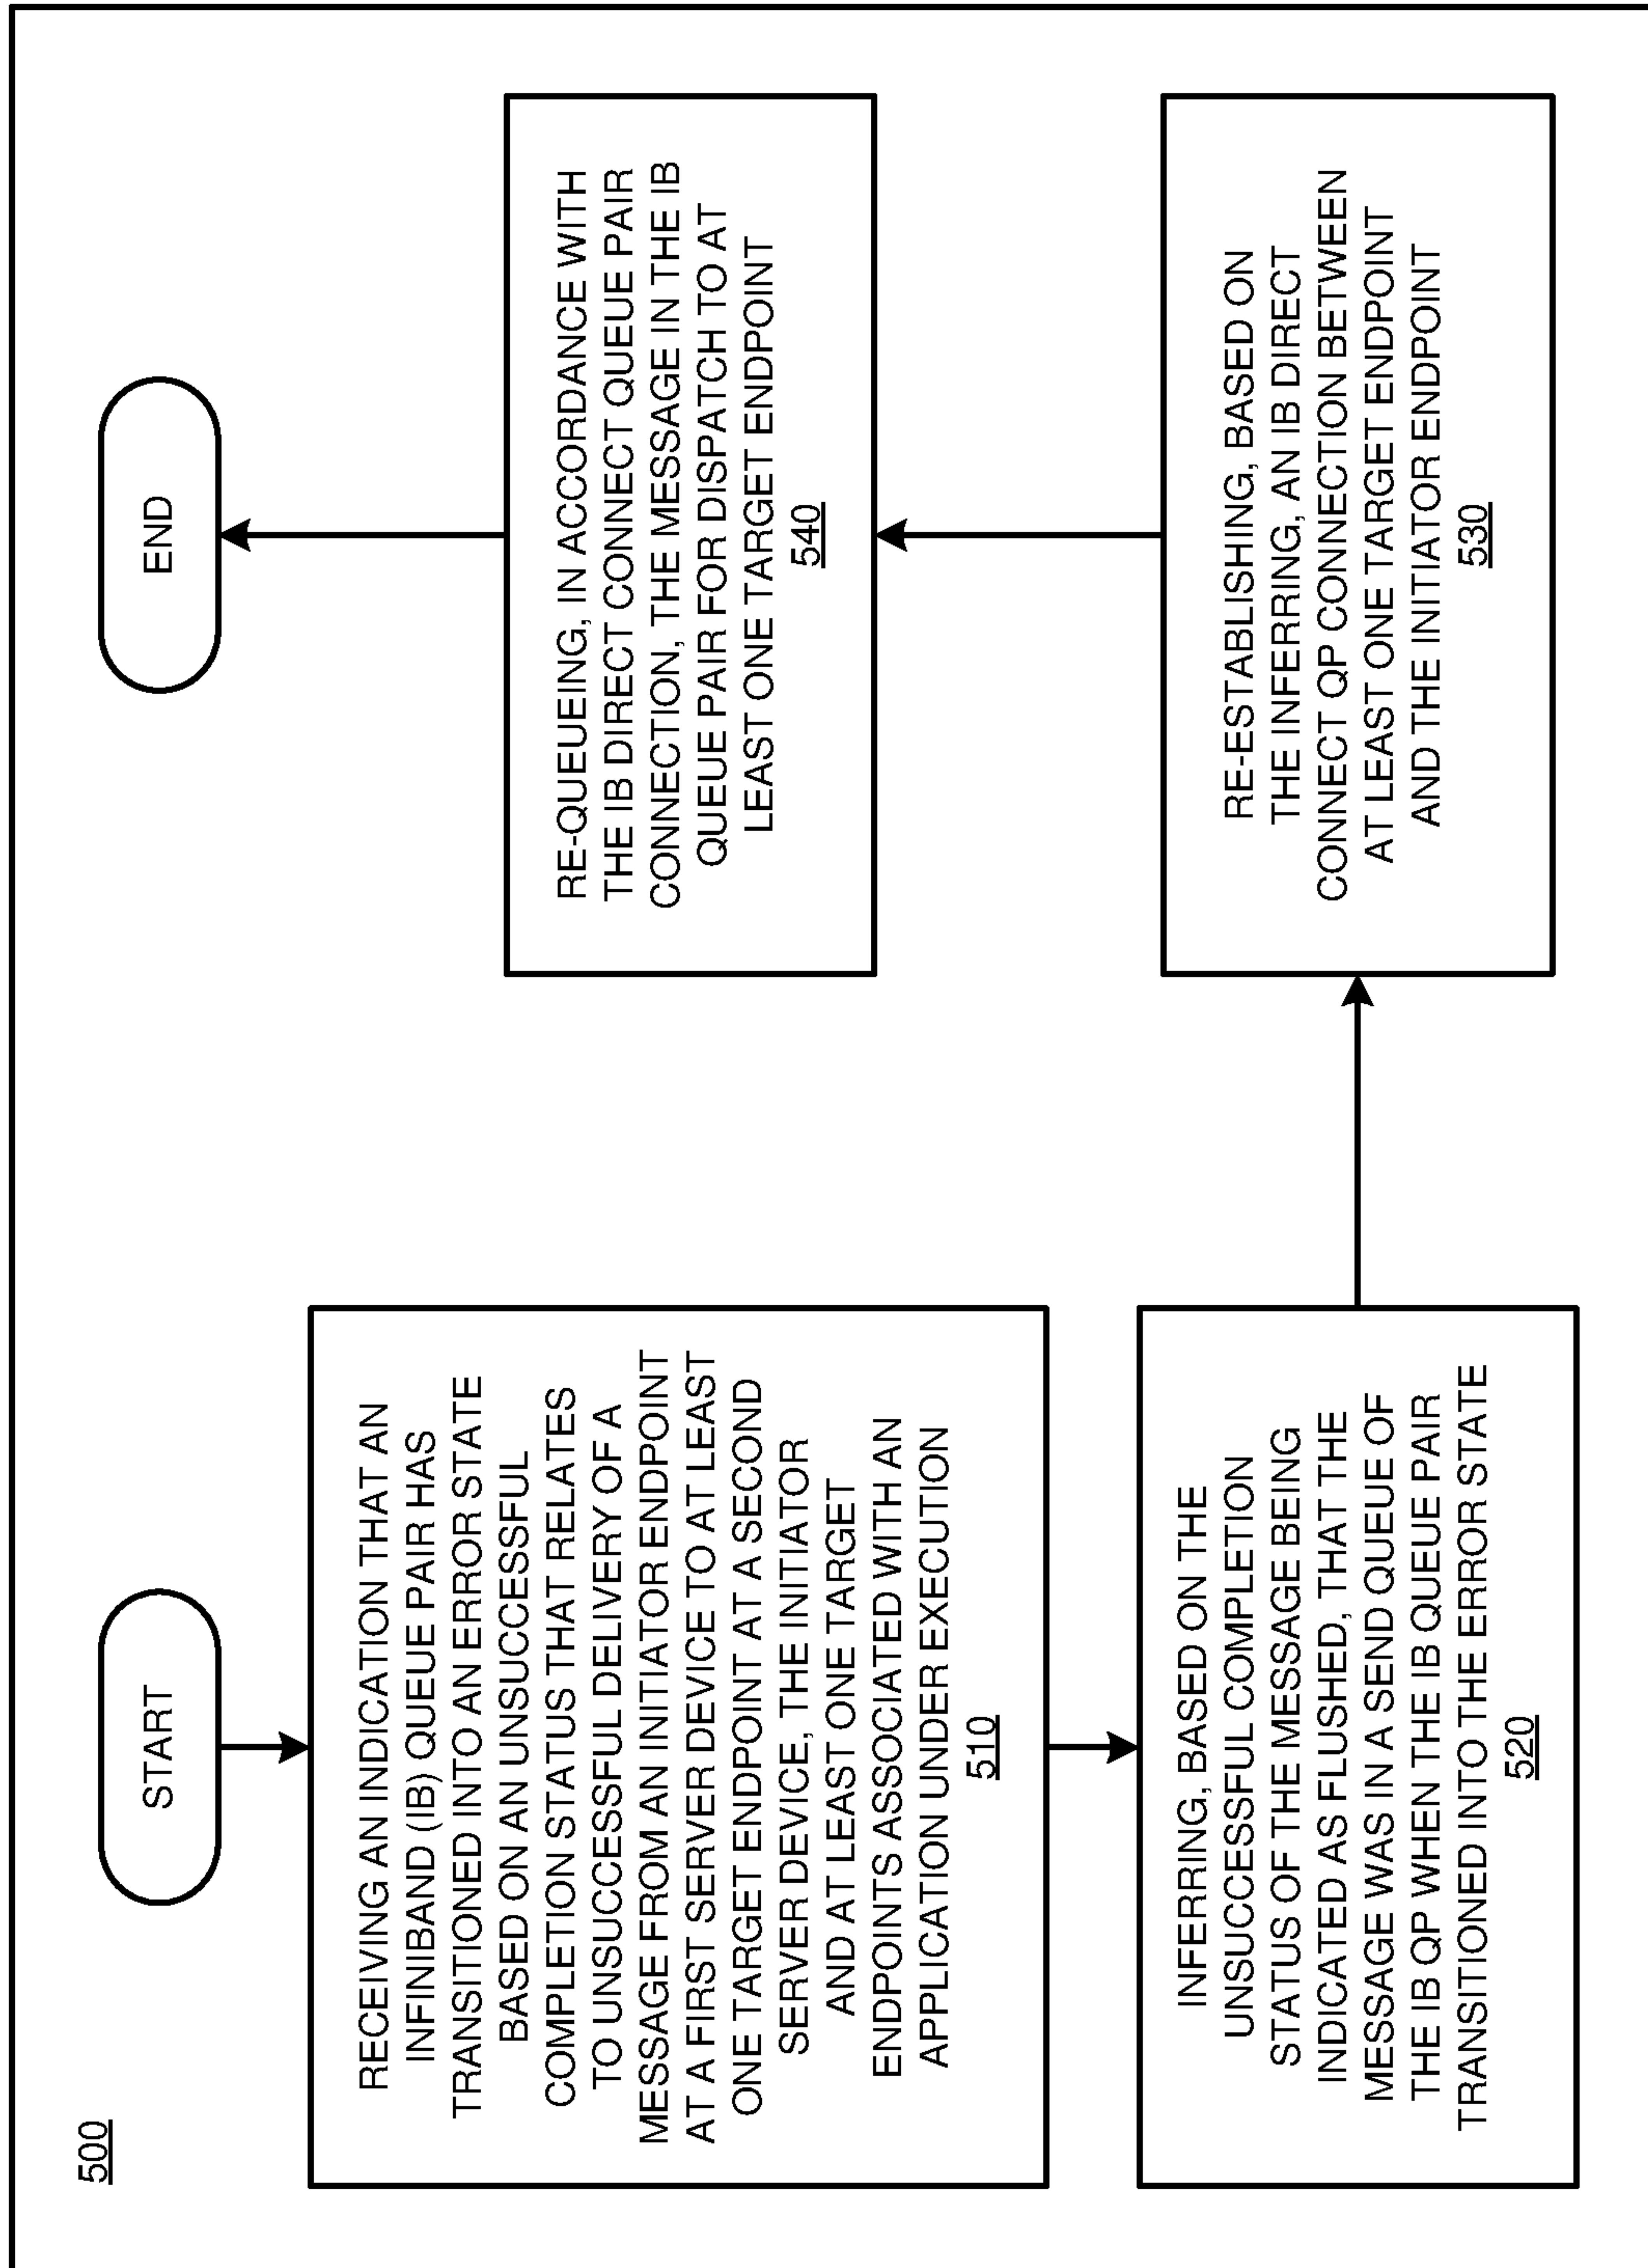 500
START
RECEIVING AN INDICATION THAT AN
INFINIBAND (IB) QUEUE PAIR HAS
TRANSITIONED INTO AN ERROR STATE
BASED ON AN UNSUCCESSFUL
COMPLETION STATUS THAT RELATES
TO UNSUCCESSFUL DELIVERY OF A
MESSAGE FROM AN INITIATOR ENDPOINT
AT A FIRST SERVER DEVICE TO AT LEAST
ONE TARGET ENDPOINT AT A SECOND
SERVER DEVICE, THE INITIATOR
AND AT LEAST ONE TARGET
ENDPOINTS ASSOCIATED WITH AN
APPLICATION UNDER EXECUTION
510
INFERRING, BASED ON THE
UNSUCCESSFUL COMPLETION
STATUS OF THE MESSAGE BEING
INDICATED AS FLUSHED, THAT THE
MESSAGE WAS IN A SEND QUEUE OF
THE IB QP WHEN THE IB QUEUE PAIR
TRANSITIONED INTO THE ERROR STATE
520
RE-ESTABLISHING, BASED ON
THE INFERRING, AN IB DIRECT
CONNECT QP CONNECTION BETWEEN
AT LEAST ONE TARGET ENDPOINT
AND THE INITIATOR ENDPOINT
530
RE-QUEUEING, IN ACCORDANCE WITH
THE IB DIRECT CONNECT QUEUE PAIR
CONNECTION, THE MESSAGE IN THE IB
QUEUE PAIR FOR DISPATCH TO AT
LEAST ONE TARGET ENDPOINT
540
END